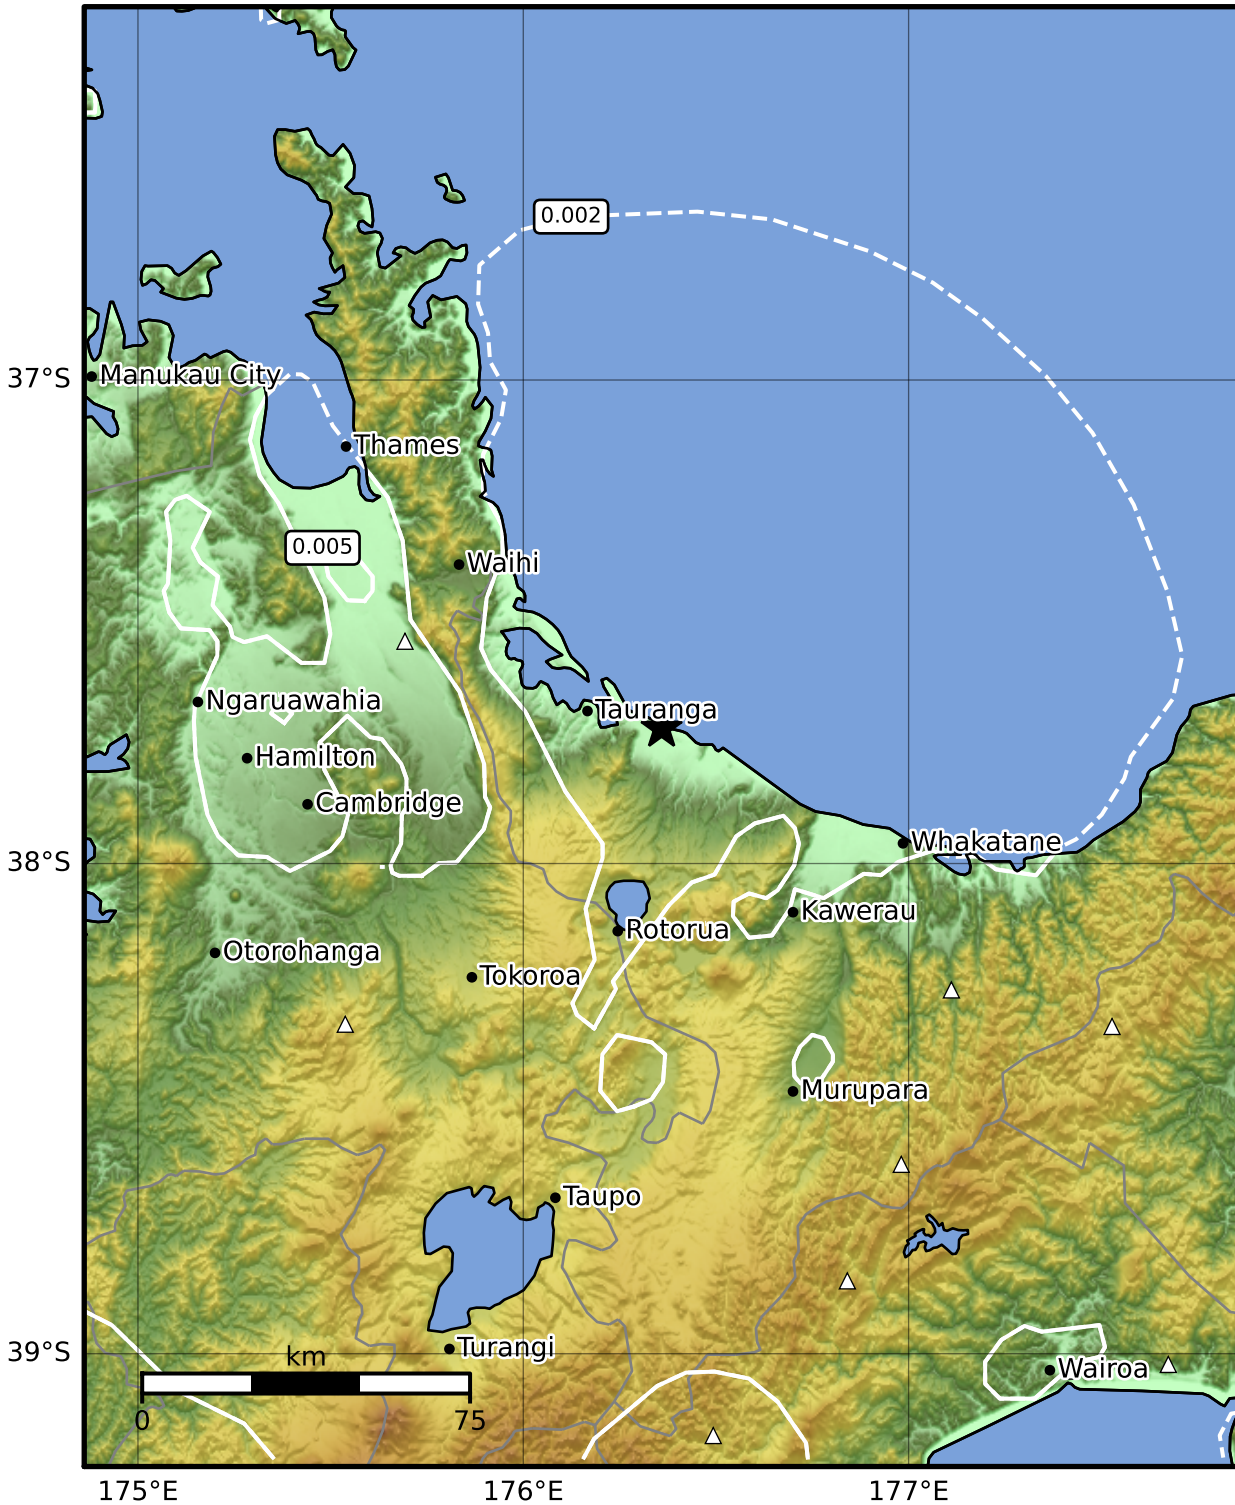 0.002
37°S
Manukau City
Thames
0.005
Waihi
Ngaruawahia
Tauranga
Hamilton
Cambridge
38°S
Whakatane
Kawerau
Rotorua
Otorohanga
Tokoroa
Murupara
Taupo
39°S
Turangi
km
Wairoa
0 75
175°E 176°E 177°E